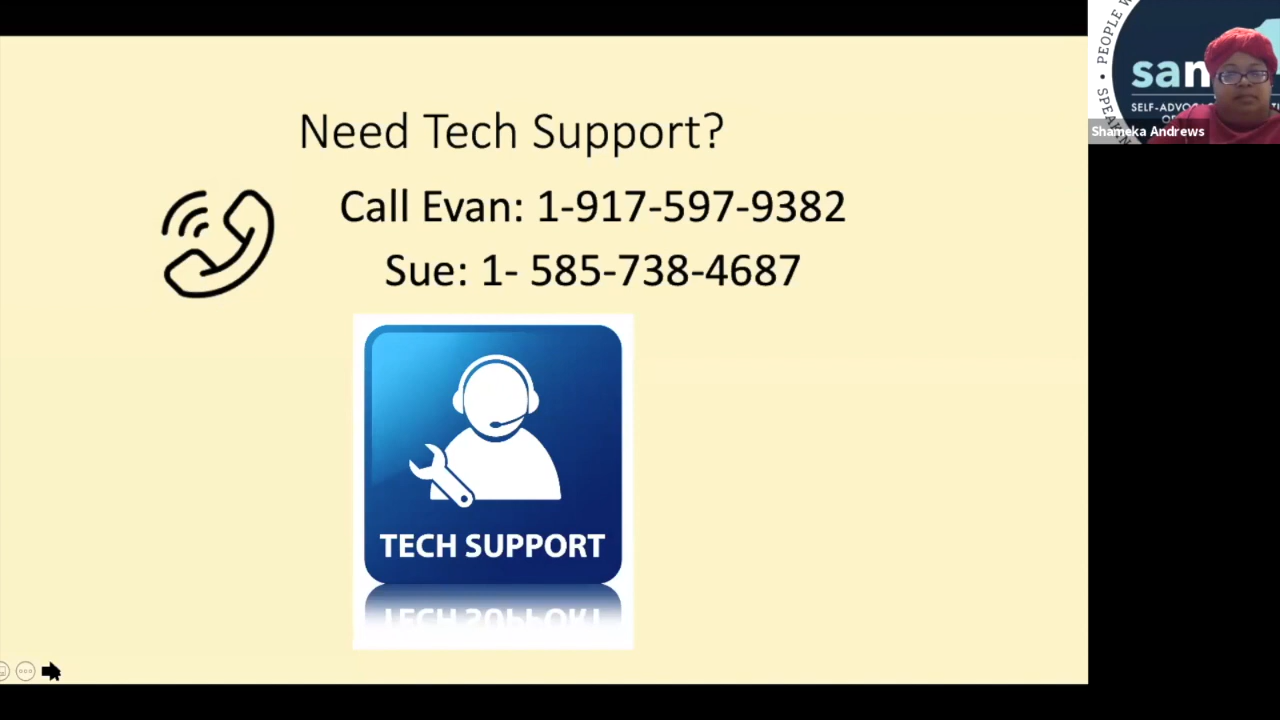 Need Tech Support?
Call Evan: 1-917-597-9382
Sue: 1- 585-738-4687
TECH SUPPORT
PEOPLE
SELF-ADVOC
Shameka Andrews